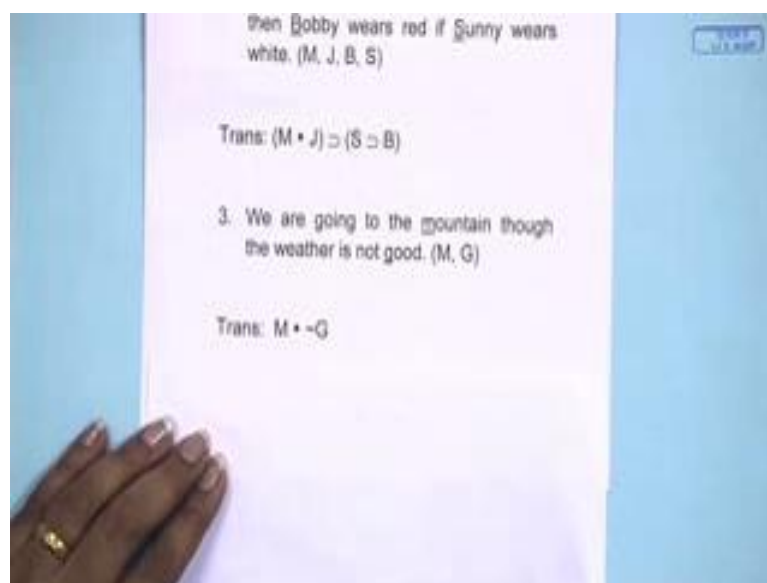 then Bobby wears red if Sunny wears
white. (M, J, B, S)
Trans: (M • J) ⊃ (S ⊃ B)
3. We are going to the mountain though
the weather is not good. (M, G)
Trans: M • ~G